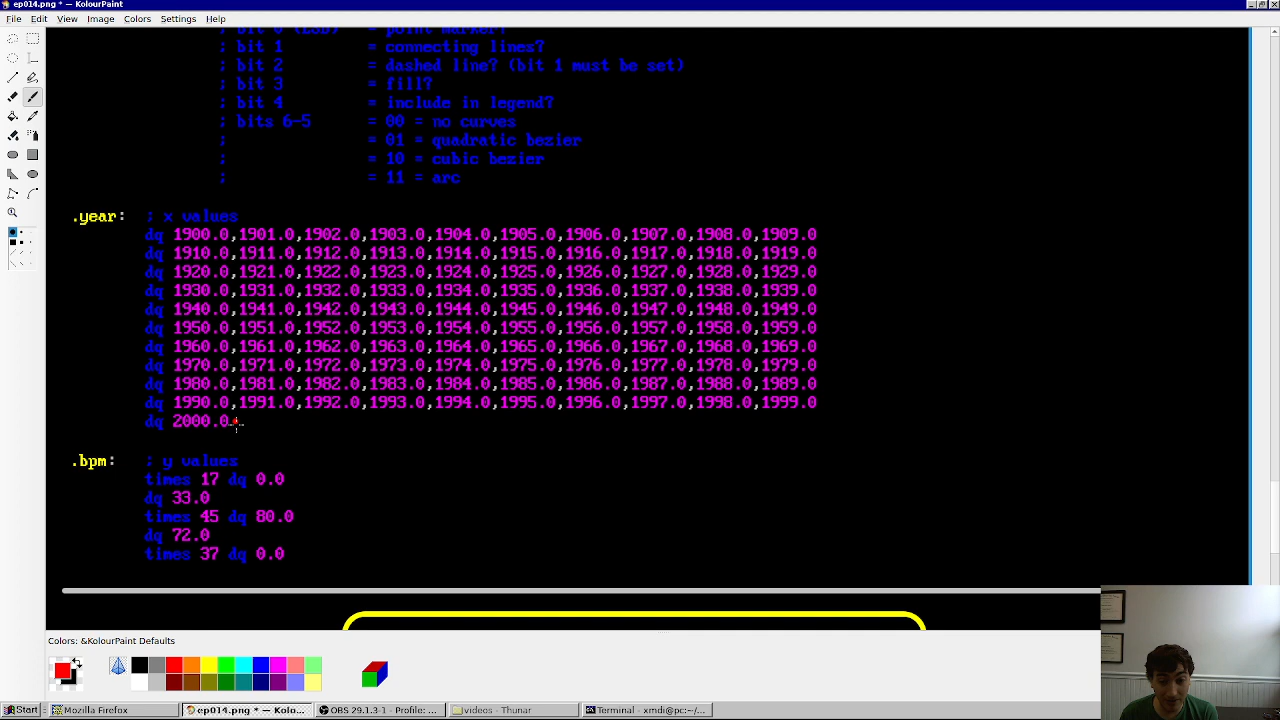 ep014.png * — KolourPaint
File Edit View Image Colors Settings Help
; bit 0 (LSB) = point marker?
; bit 1 = connecting lines?
; bit 2 = dashed line? (bit 1 must be set)
; bit 3 = fill?
; bit 4 = include in legend?
; bits 6-5 = 00 = no curves
; = 01 = quadratic bezier
; = 10 = cubic bezier
; = 11 = arc
.year: ; x values
dq 1900.0,1901.0,1902.0,1903.0,1904.0,1905.0,1906.0,1907.0,1908.0,1909.0
dq 1910.0,1911.0,1912.0,1913.0,1914.0,1915.0,1916.0,1917.0,1918.0,1919.0
dq 1920.0,1921.0,1922.0,1923.0,1924.0,1925.0,1926.0,1927.0,1928.0,1929.0
dq 1930.0,1931.0,1932.0,1933.0,1934.0,1935.0,1936.0,1937.0,1938.0,1939.0
dq 1940.0,1941.0,1942.0,1943.0,1944.0,1945.0,1946.0,1947.0,1948.0,1949.0
dq 1950.0,1951.0,1952.0,1953.0,1954.0,1955.0,1956.0,1957.0,1958.0,1959.0
dq 1960.0,1961.0,1962.0,1963.0,1964.0,1965.0,1966.0,1967.0,1968.0,1969.0
dq 1970.0,1971.0,1972.0,1973.0,1974.0,1975.0,1976.0,1977.0,1978.0,1979.0
dq 1980.0,1981.0,1982.0,1983.0,1984.0,1985.0,1986.0,1987.0,1988.0,1989.0
dq 1990.0,1991.0,1992.0,1993.0,1994.0,1995.0,1996.0,1997.0,1998.0,1999.0
dq 2000.0
.bpm: ; y values
times 17 dq 0.0
dq 33.0
times 45 dq 80.0
dq 72.0
times 37 dq 0.0
Colors: &KolourPaint Defaults
Start Mozilla Firefox ep014.png * — Kolo... OBS 29.1.3-1 - Profile: ... videos - Thunar Terminal - xmdi@pc:~/...